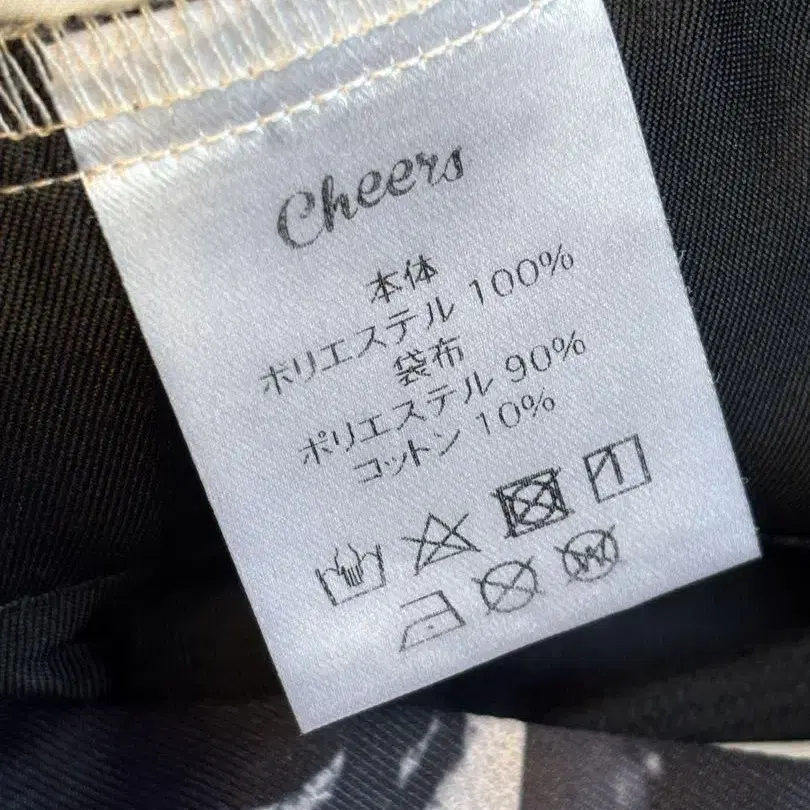 Cheers
本体
ポリエステル 100%
袋布
ポリエステル 90%
コットン 10%